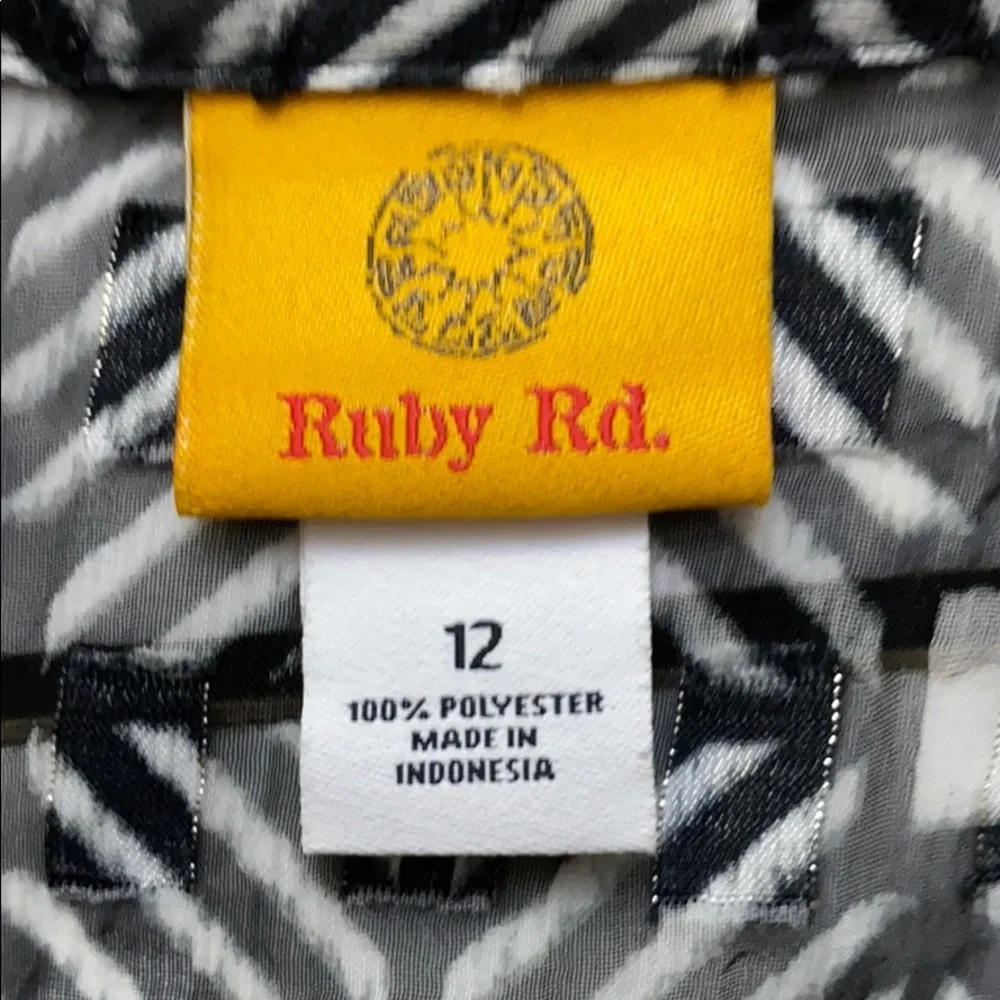 Ruby Rd.
12
100% POLYESTER
MADE IN
INDONESIA